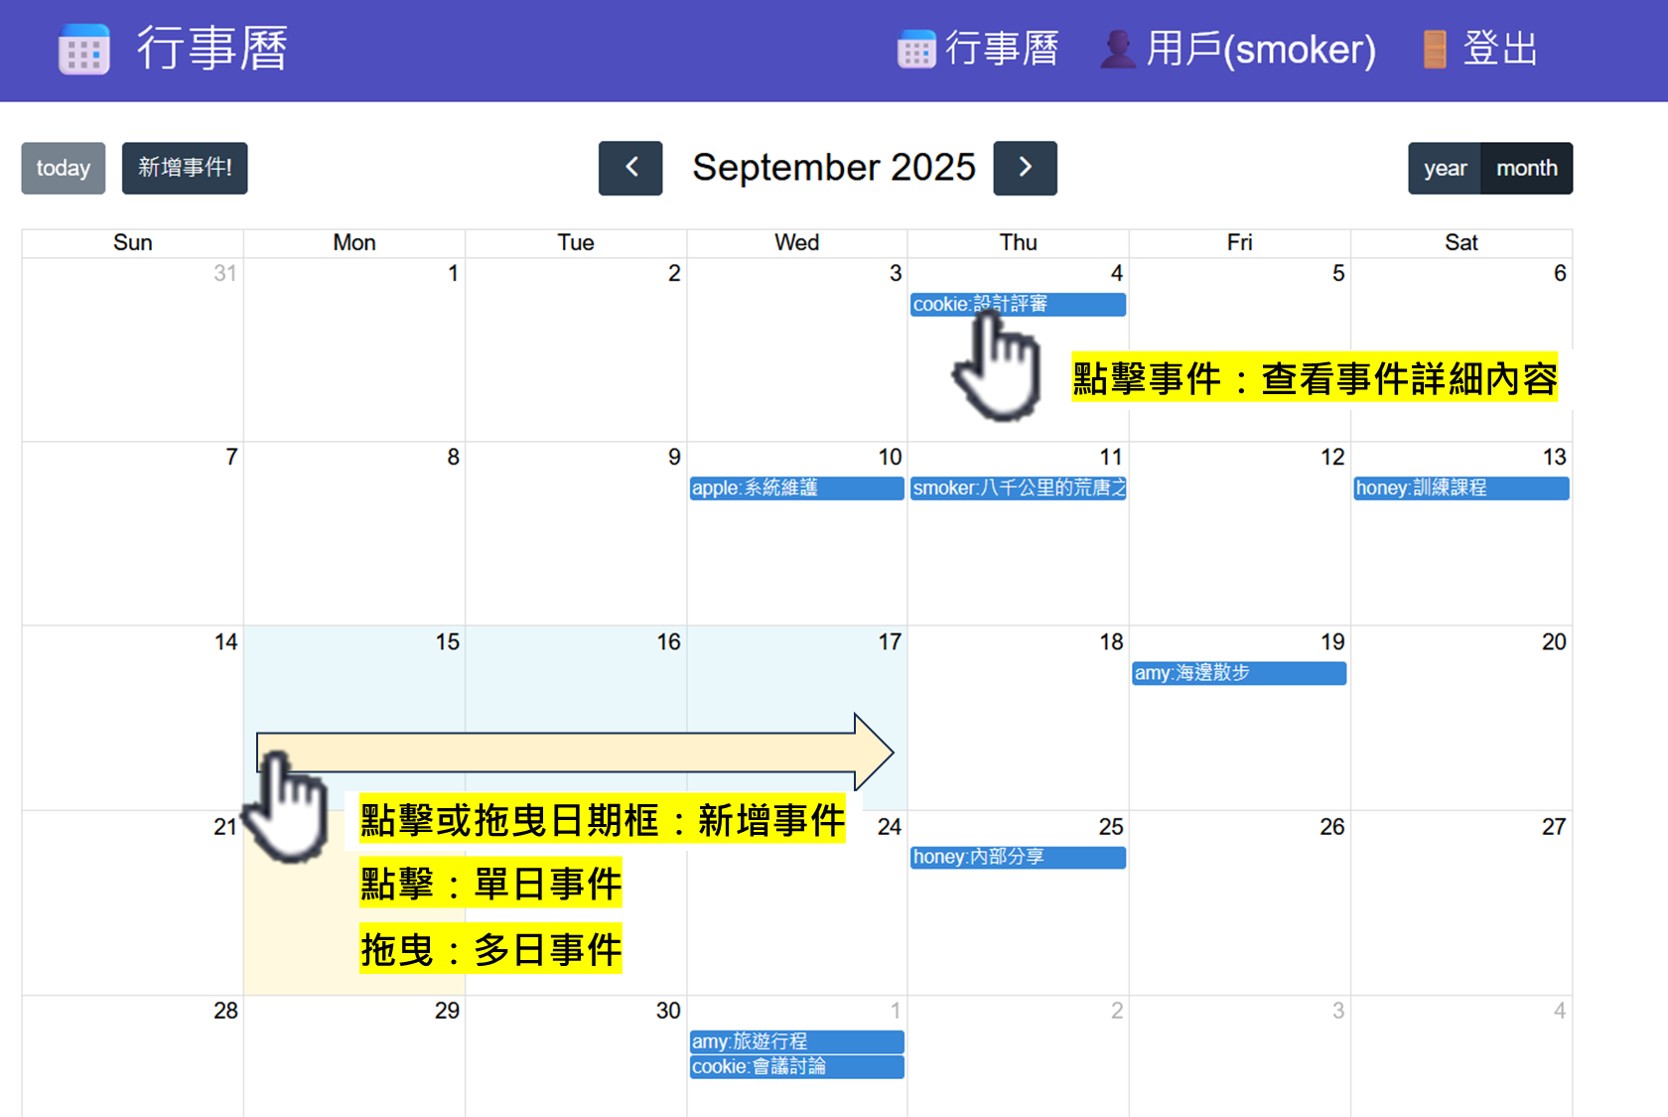 行事曆
行事曆 用戶(smoker) 登出
today 新增事件! September 2025 year month
Sun Mon Tue Wed Thu Fri Sat
31 1 2 3 4 5 6
cookie:設計評審
點擊事件：查看事件詳細內容
7 8 9 10 11 12 13
apple:系統維護 smoker:八千公里的荒唐之 honey:訓練課程
14 15 16 17 18 19 20
amy:海邊散步
點擊或拖曳日期框：新增事件
21 24 25 26 27
honey:內部分享
點擊：單日事件
拖曳：多日事件
28 29 30 1 2 3 4
amy:旅遊行程
cookie:會議討論